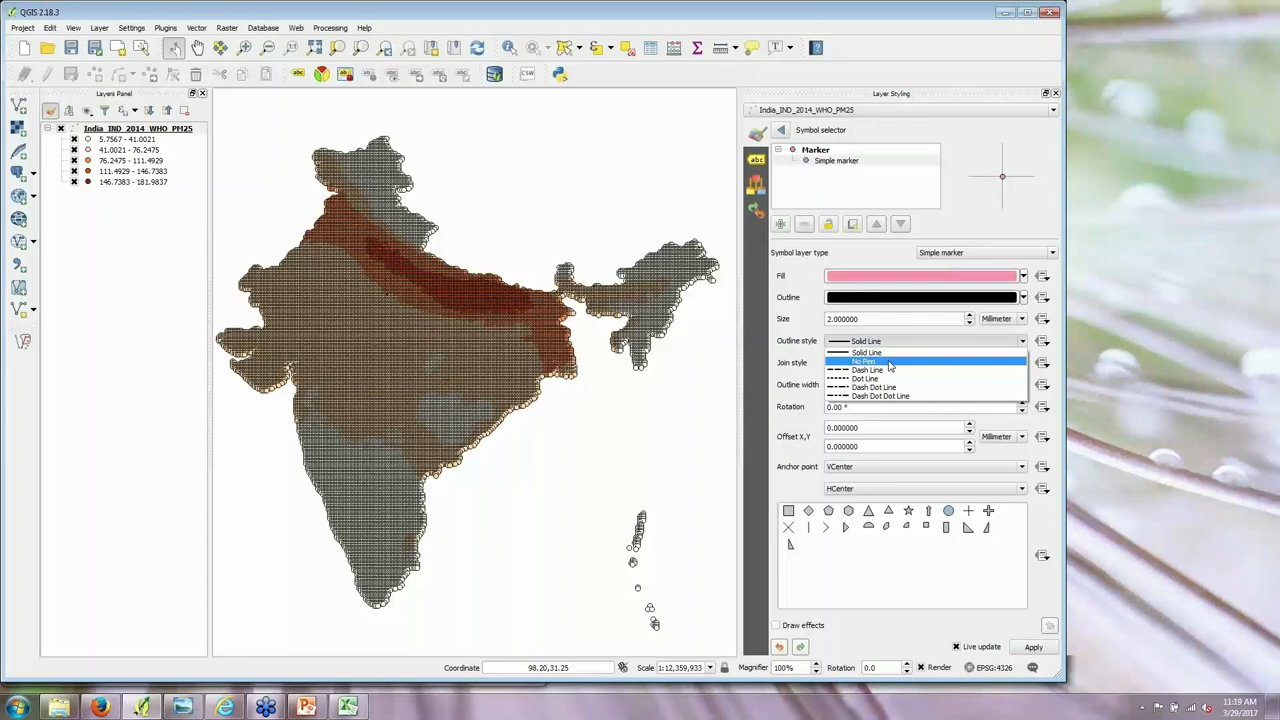 QGIS 2.18.3
Project Edit View Layer Settings Plugins Vector Raster Database Web Processing Help
Layers Panel
India_IND_2014_WHO_PM25
5.7567 - 41.0021
41.0021 - 76.2475
76.2475 - 111.4929
111.4929 - 146.7383
146.7383 - 181.9837
Layer Styling
India_IND_2014_WHO_PM25
Symbol selector
Marker
Simple marker
Symbol layer type Simple marker
Fill
Outline
Size 2.000000 Millimeter
Outline style Solid Line
Solid Line
No Pen
Join style
Dash Line
Dot Line
Outline width
Dash Dot Line
Dash Dot Dot Line
Rotation 0.00 °
Offset X,Y 0.000000 Millimeter
0.000000
Anchor point VCenter
HCenter
Draw effects
Live update Apply
Coordinate 98.20,31.25 Scale 1:12,359,933 Magnifier 100% Rotation 0.0 Render EPSG:4326
11:19 AM
3/29/2017